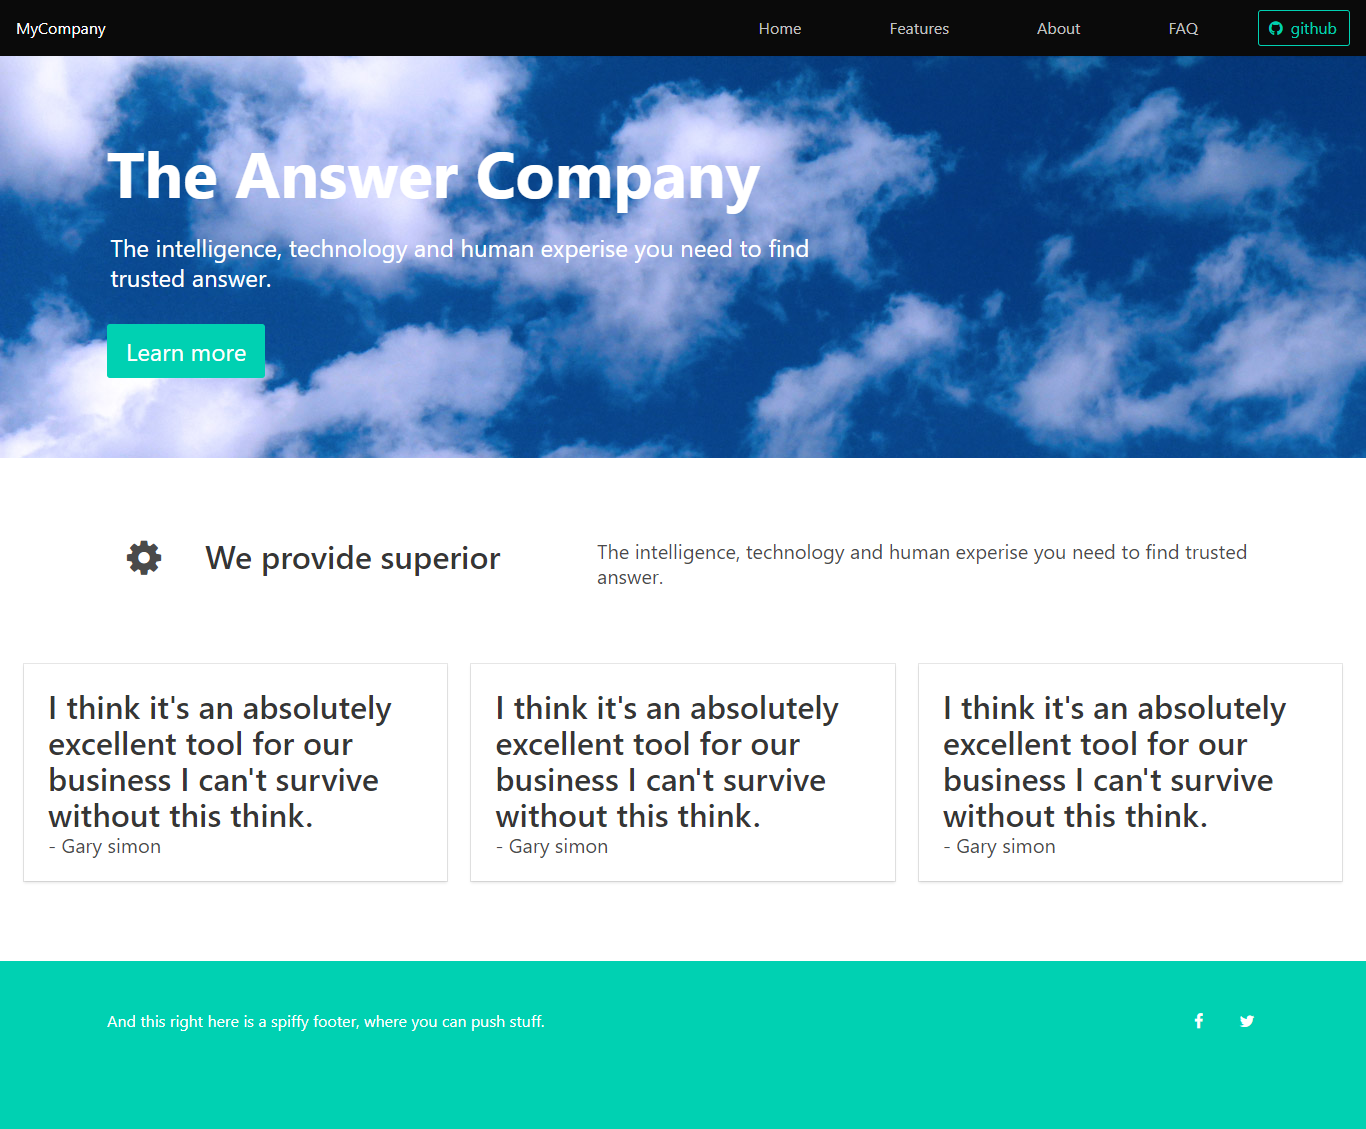 MyCompany
Home
Features
About
FAQ
github
The Answer Company
The intelligence, technology and human experise you need to find
trusted answer.
Learn more
We provide superior
The intelligence, technology and human experise you need to find trusted
answer.
I think it's an absolutely
excellent tool for our
business I can't survive
without this think.
- Gary simon
I think it's an absolutely
excellent tool for our
business I can't survive
without this think.
- Gary simon
I think it's an absolutely
excellent tool for our
business I can't survive
without this think.
- Gary simon
And this right here is a spiffy footer, where you can push stuff.